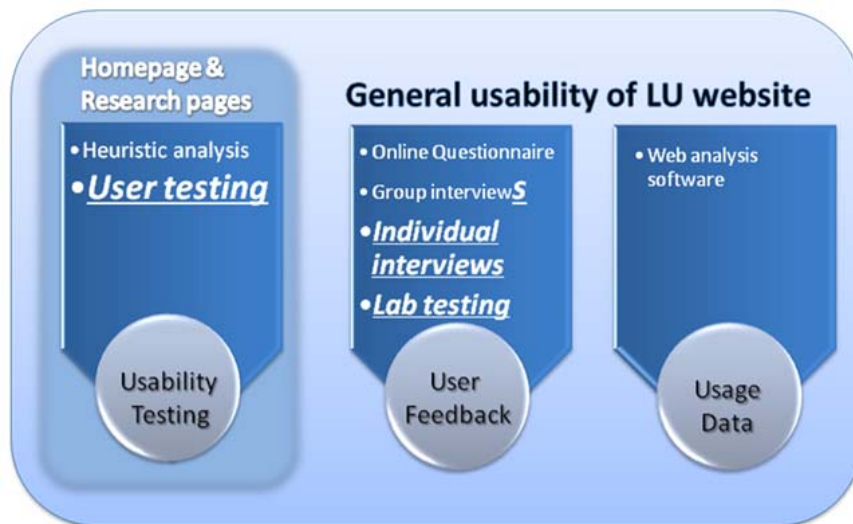 Homepage &
Research pages
• Heuristic analysis
• User testing
Usability
Testing
General usability of LU website
• Online Questionnaire
• Group interviewS
• Individual
interviews
• Lab testing
User
Feedback
• Web analysis
software
Usage
Data